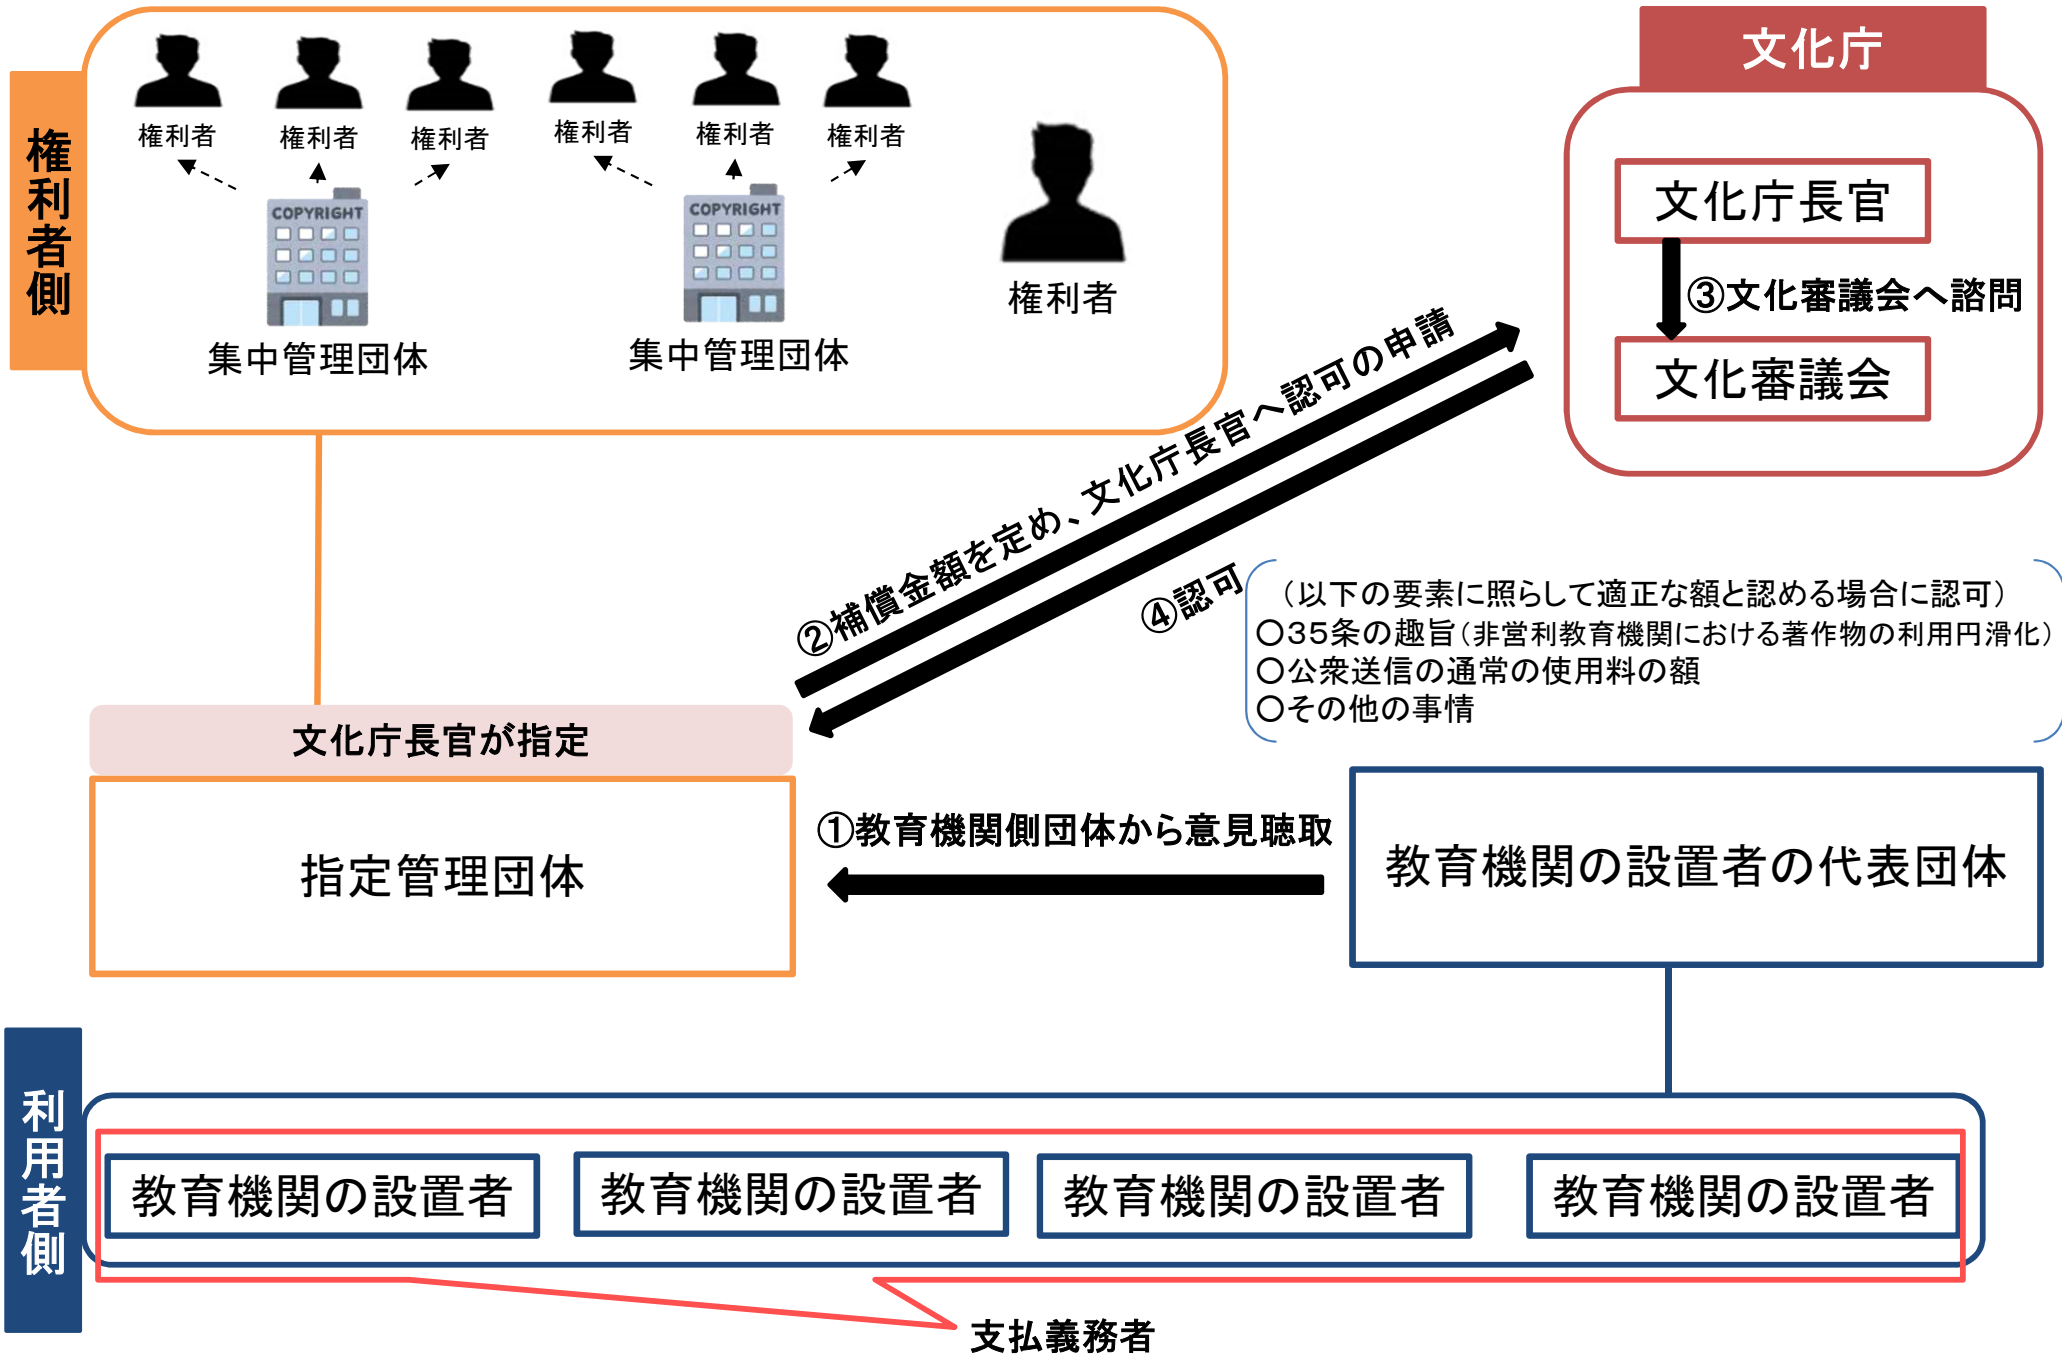 権利者側
権利者
権利者
権利者
権利者
権利者
権利者
COPYRIGHT
COPYRIGHT
集中管理団体
集中管理団体
権利者
文化庁
文化庁長官
③文化審議会へ諮問
文化審議会
②補償金額を定め、文化庁長官へ認可の申請
④認可
（以下の要素に照らして適正な額と認める場合に認可）
○35条の趣旨（非営利教育機関における著作物の利用円滑化）
○公衆送信の通常の使用料の額
○その他の事情
文化庁長官が指定
指定管理団体
①教育機関側団体から意見聴取
教育機関の設置者の代表団体
利用者側
教育機関の設置者
教育機関の設置者
教育機関の設置者
教育機関の設置者
支払義務者